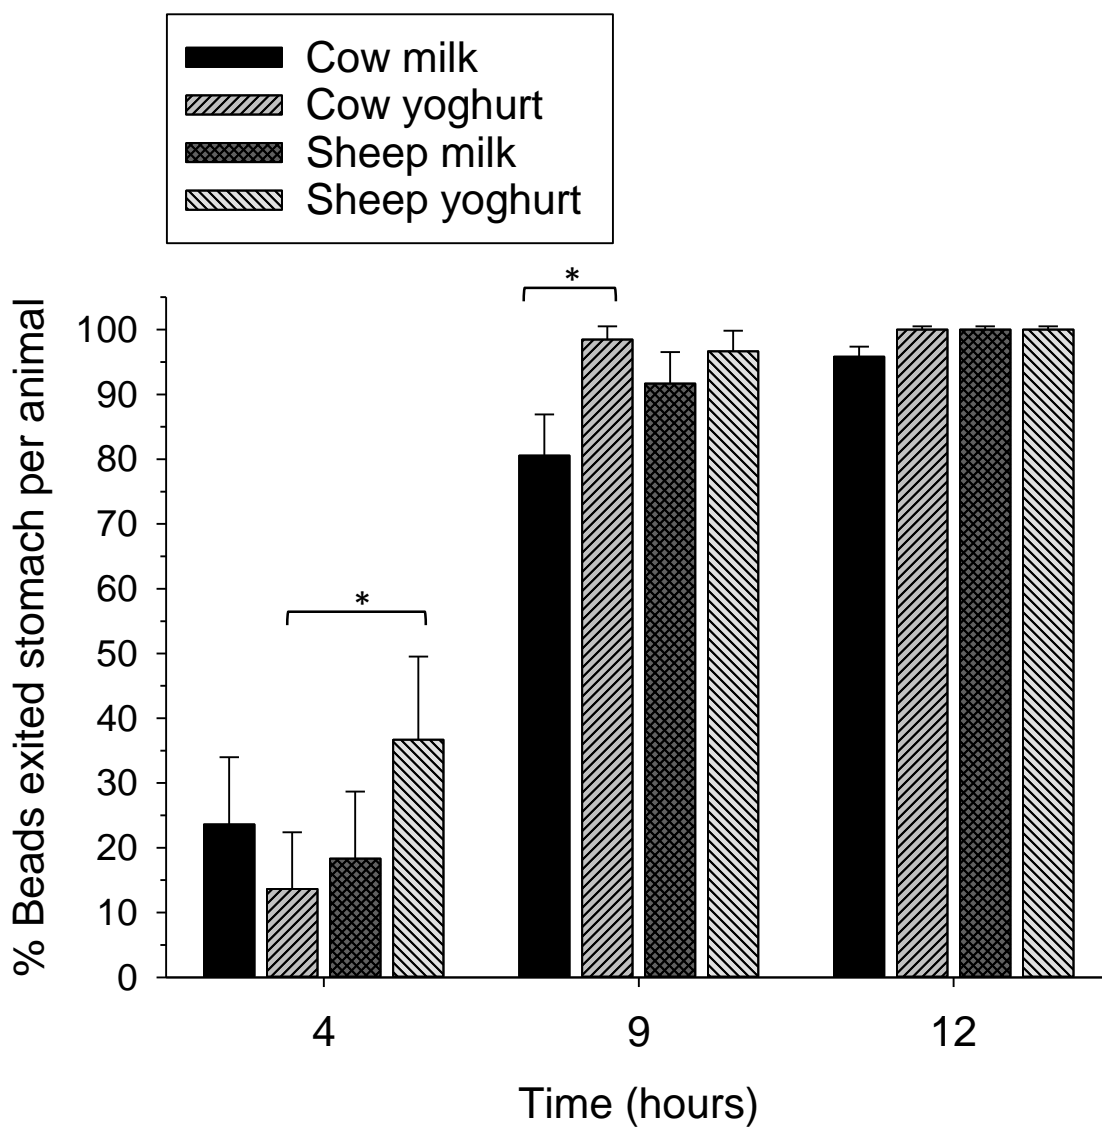 Cow milk
Cow yoghurt
Sheep milk
Sheep yoghurt
% Beads exited stomach per animal
100
90
80
70
60
50
40
30
20
10
0
*
*
4
9
12
Time (hours)